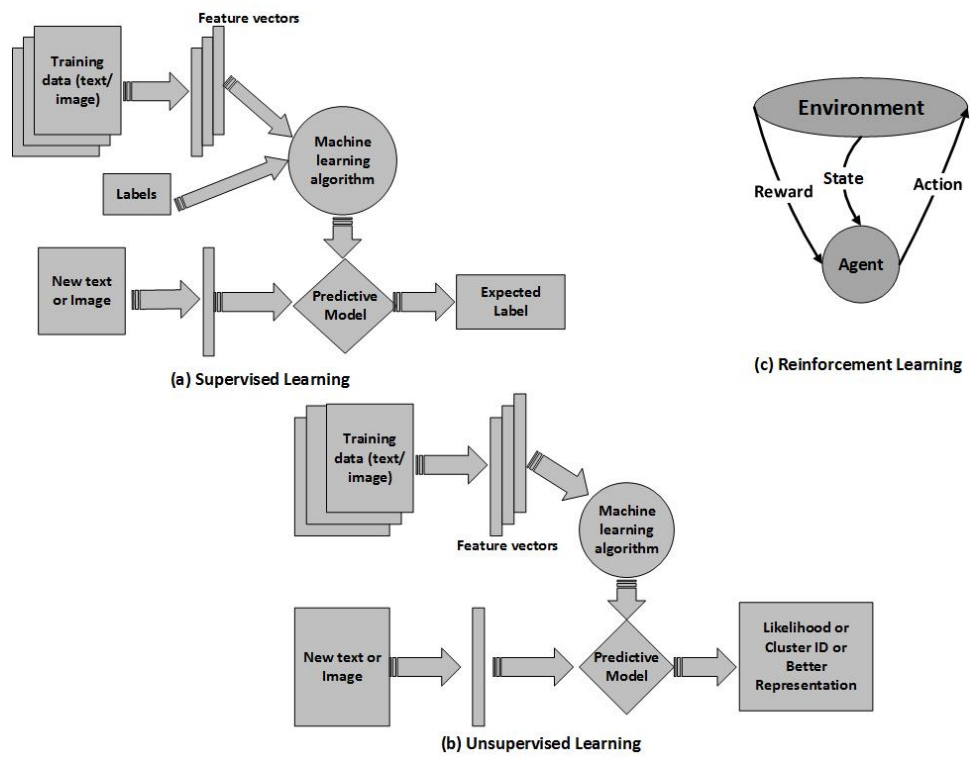 Feature vectors
Training
data (text/
image)
Machine
learning
algorithm
Labels
New text
or Image
Predictive
Model
Expected
Label
(a) Supervised Learning
Environment
Reward
State
Action
Agent
(c) Reinforcement Learning
Training
data (text/
image)
Feature vectors
Machine
learning
algorithm
New text or
Image
Predictive
Model
Likelihood or
Cluster ID or
Better
Representation
(b) Unsupervised Learning